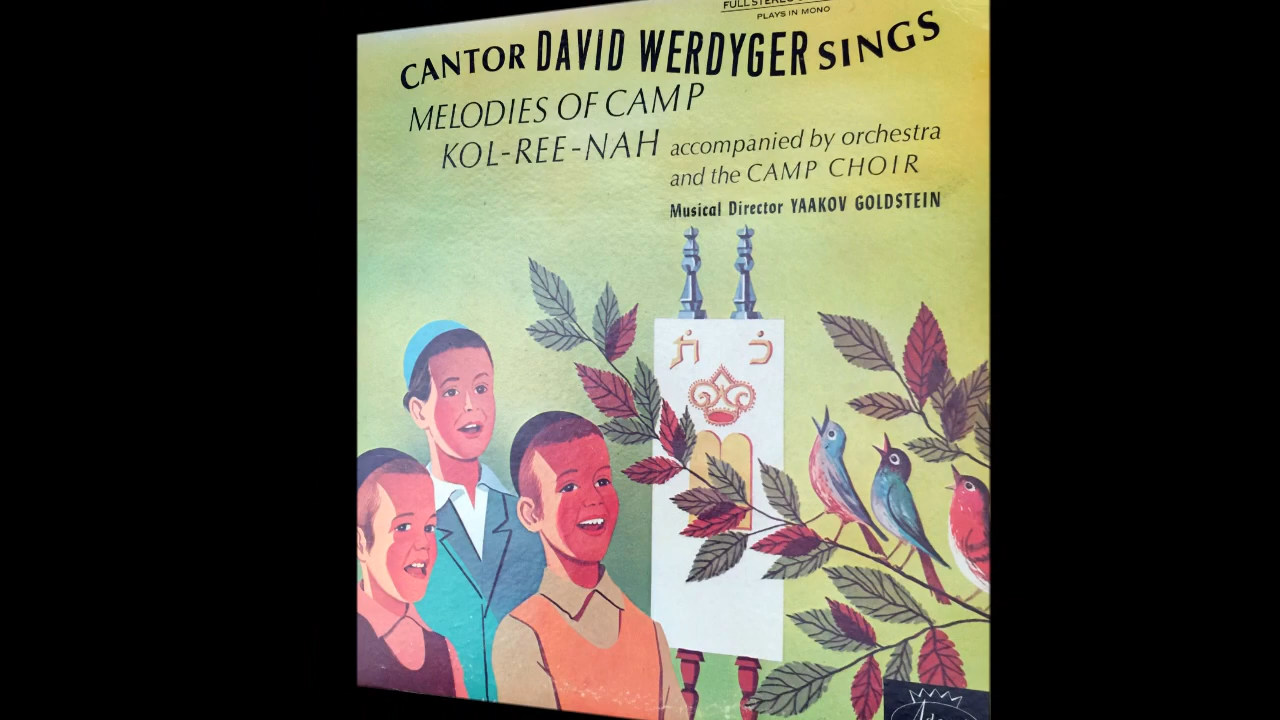 FULL STEREO
PLAYS IN MONO
CANTOR DAVID WERDYGER SINGS
MELODIES OF CAMP
KOL-REE-NAH accompanied by orchestra
and the CAMP CHOIR
Musical Director YAAKOV GOLDSTEIN
כ ת